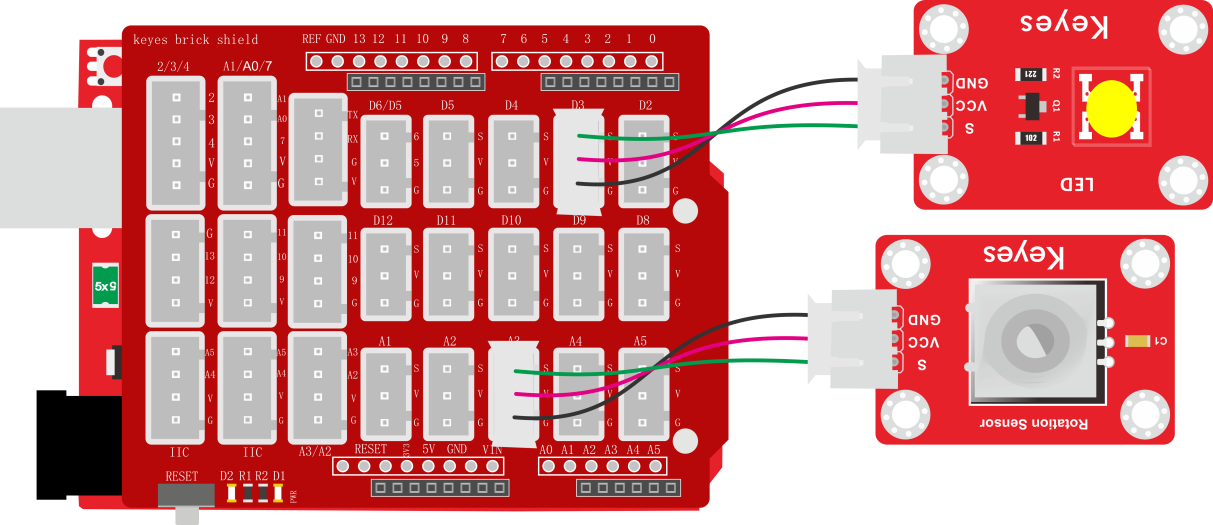 keyes brick shield
REF GND 13 12 11 10 9 8
7 6 5 4 3 2 1 0
2/3/4
A1/A0/7
2
3
4
V
G
A1
A0
7
V
G
TX
RX
G
V
D6/D5
D5
D4
D3
D2
6
5
G
S
V
G
S
V
G
S
V
G
S
V
G
G
13
12
V
11
10
9
V
11
10
9
G
D12
D11
D10
D9
D8
S
V
G
S
V
G
S
V
G
S
V
G
S
V
G
A5
A4
V
G
A5
A4
V
G
A3
A2
V
G
A1
A2
A3
A4
A5
S
V
G
S
V
G
S
V
G
S
V
G
IIC
IIC
A3/A2
RESET 3V3 5V GND VIN
A0 A1 A2 A3 A4 A5
RESET
D2 R1 R2 D1
PWR
5x5
Keyes
GND
VCC
S
R2
221
Q1
102
R1
LED
Keyes
GND
VCC
S
C1
Rotation Sensor